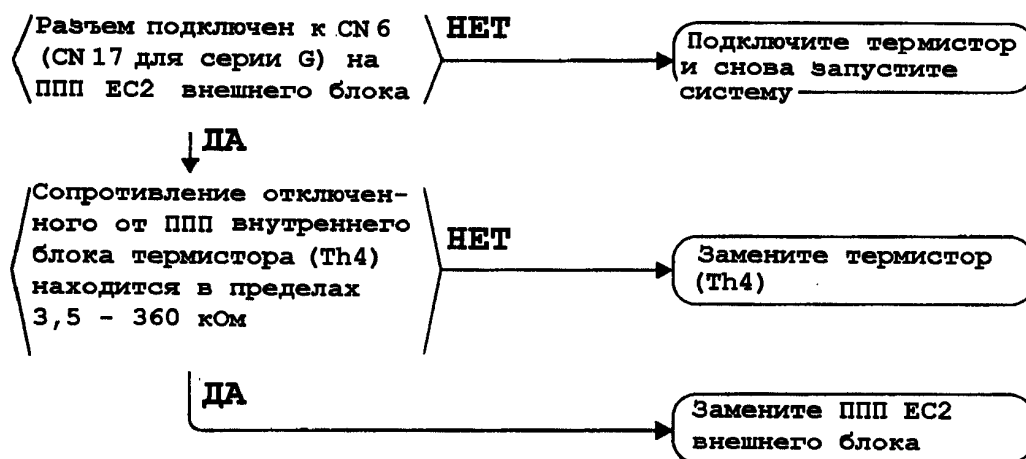 Разъем подключен к CN 6
(CN 17 для серии G) на
ППП EC2 внешнего блока
НЕТ
Подключите термистор
и снова запустите
систему
ДА
Сопротивление отключен-
ного от ППП внутреннего
блока термистора (Th4)
находится в пределах
3,5 - 360 кОм
НЕТ
Замените термистор
(Th4)
ДА
Замените ППП EC2
внешнего блока